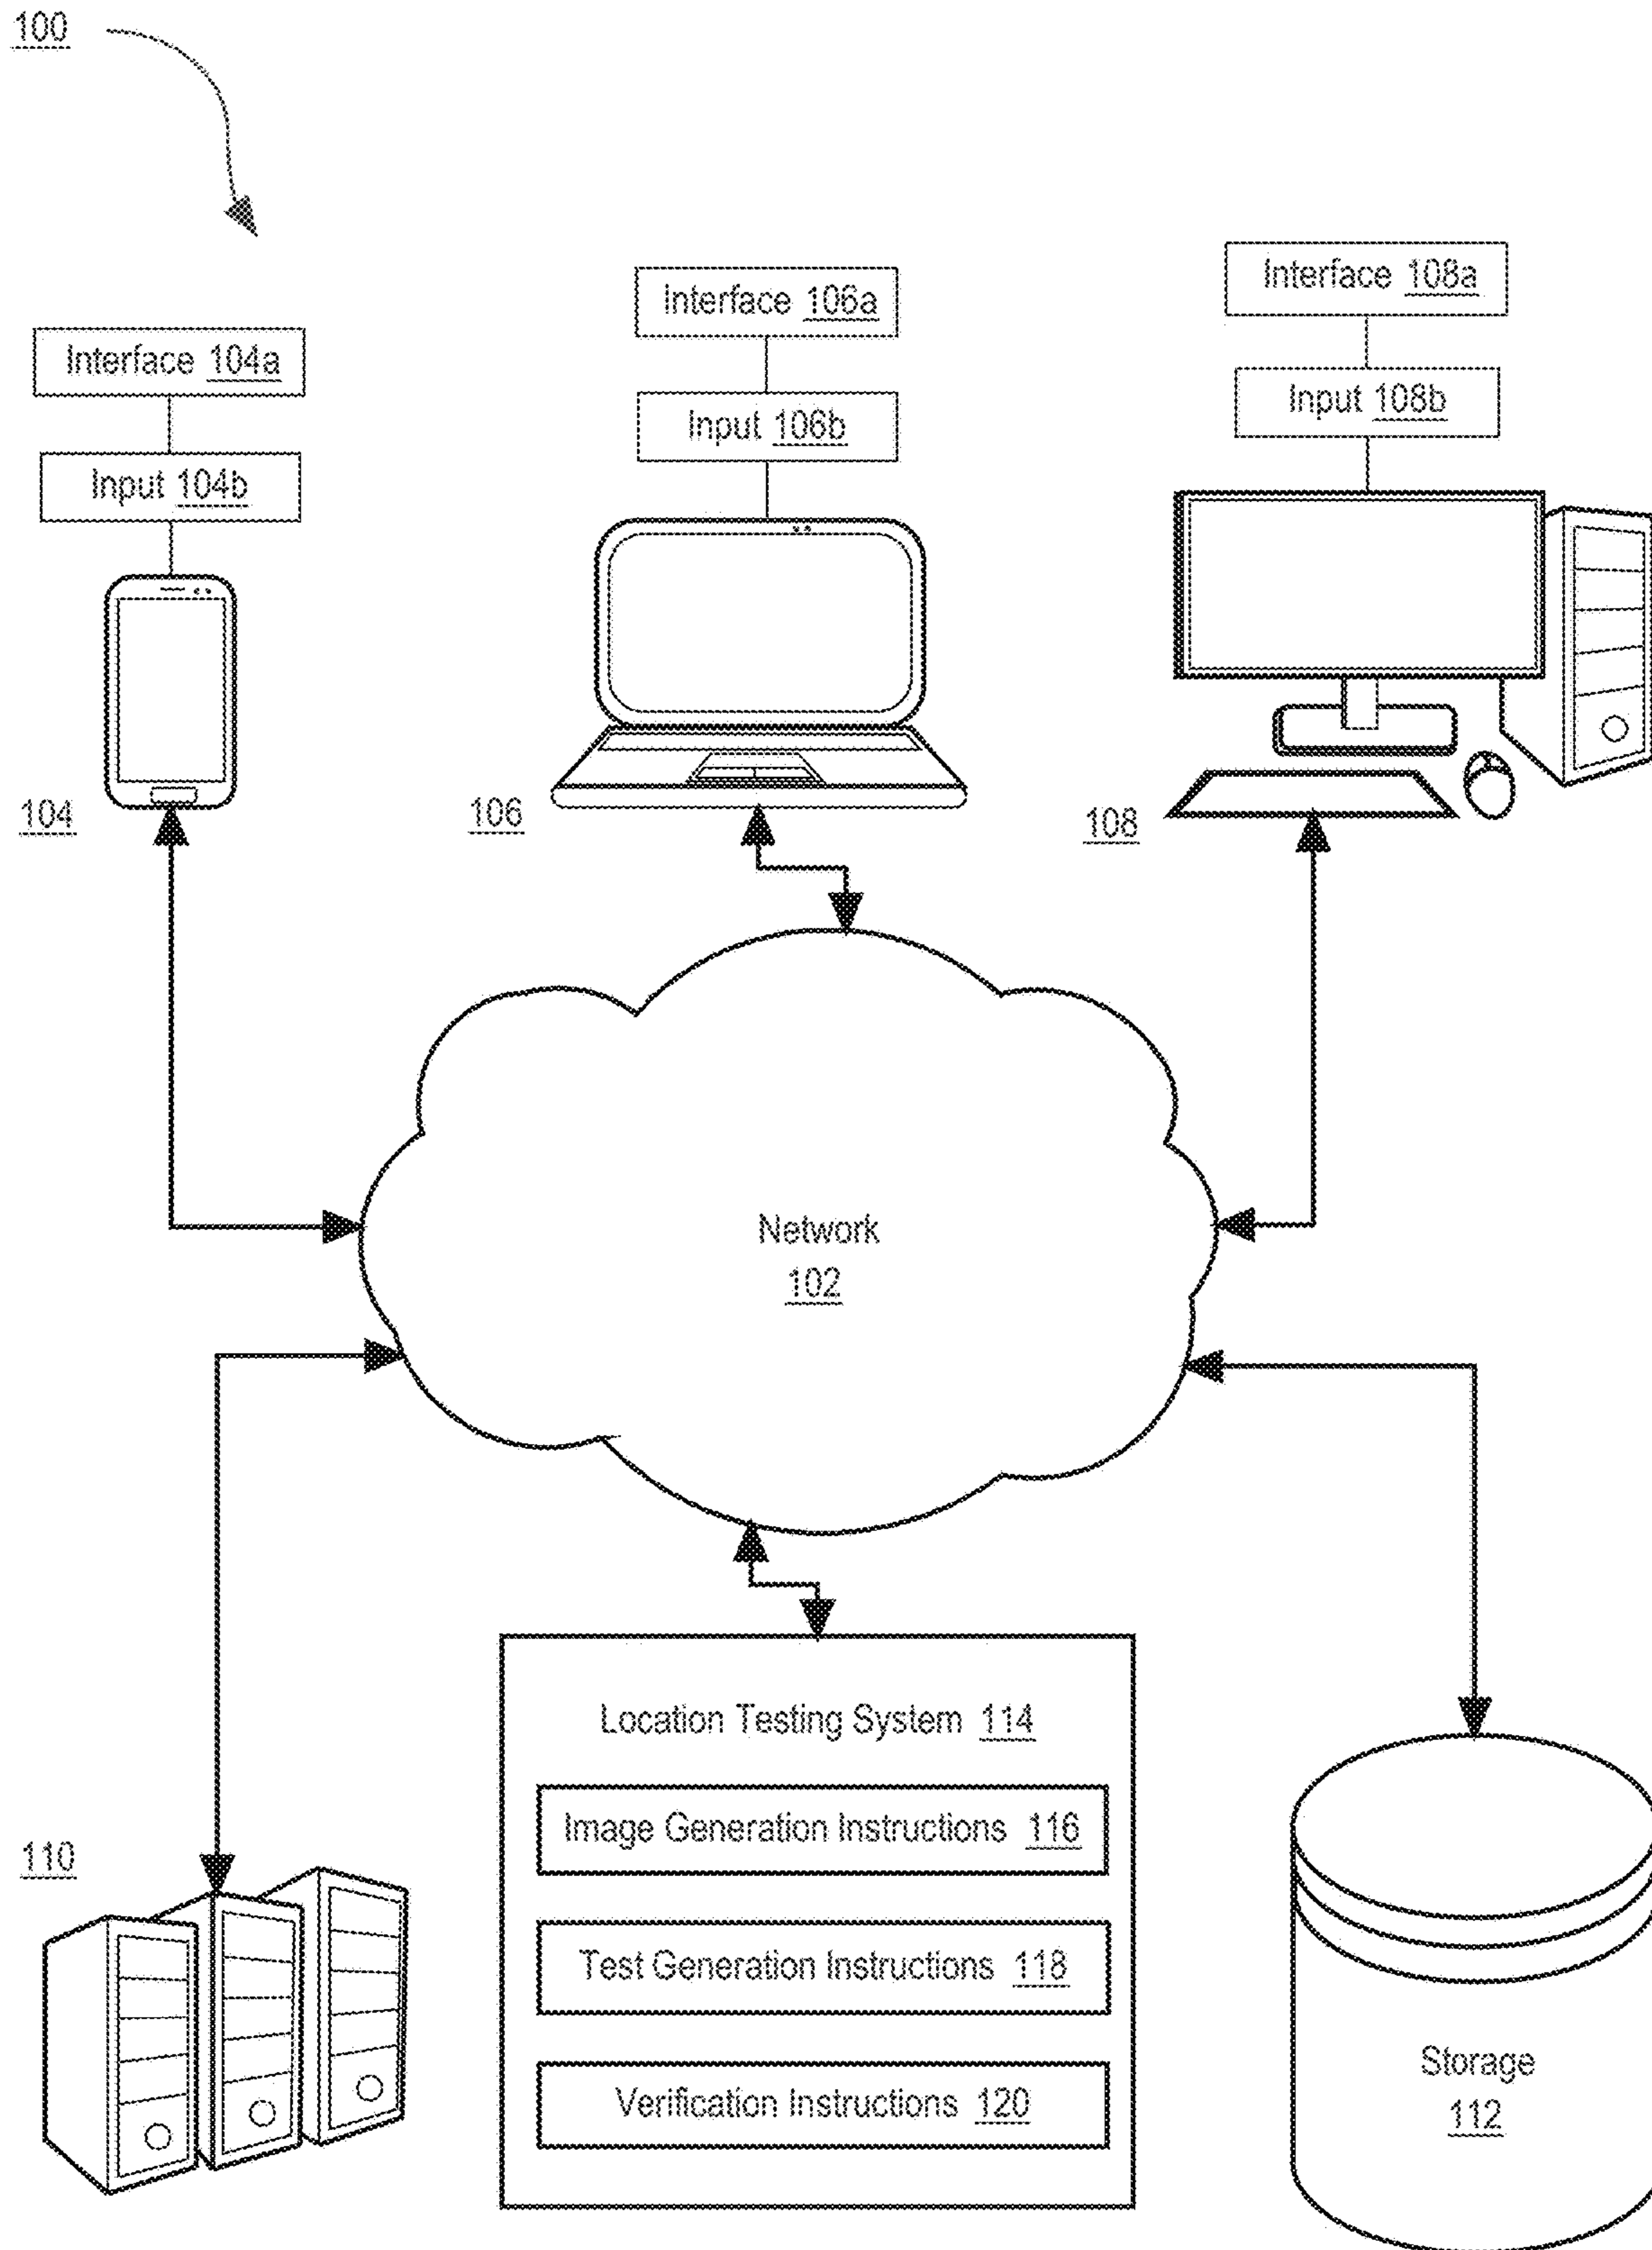 100
Interface 104a
Input 104b
Interface 106a
Input 106b
Interface 108a
Input 108b
104
106
108
Network
102
110
Location Testing System 114
Image Generation Instructions 116
Test Generation Instructions 118
Verification Instructions 120
Storage
112